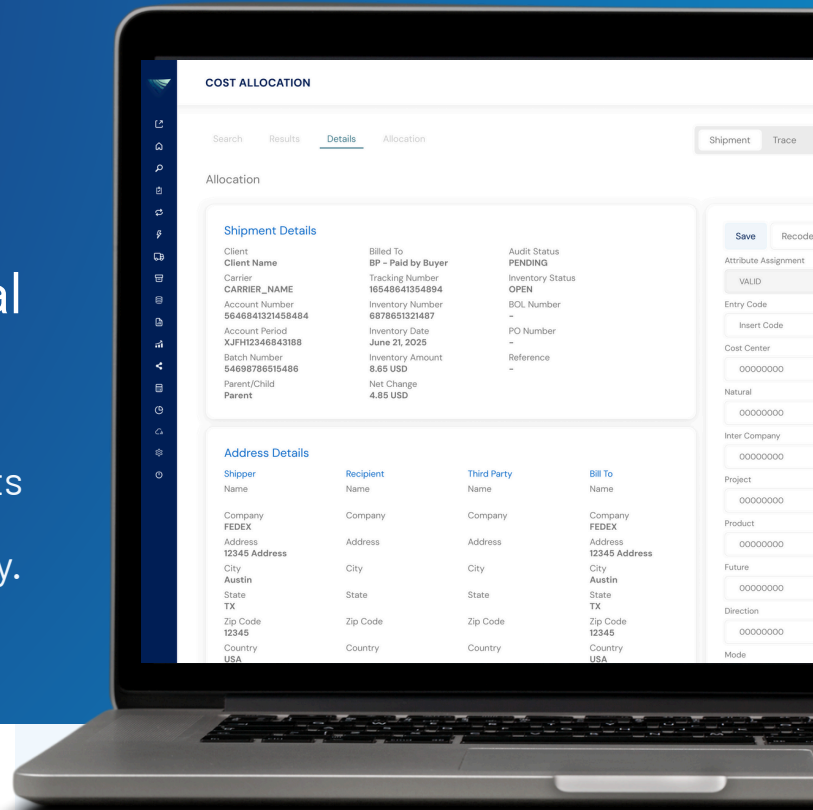 al
ts
y.
COST ALLOCATION
Search Results Details Allocation
Shipment Trace
Allocation
Shipment Details
Client Billed To Audit Status
Client Name BP - Paid by Buyer PENDING
Carrier Tracking Number Inventory Status
CARRIER_NAME 16548641354894 OPEN
Account Number Inventory Number BOL Number
5646841321458484 6878651321487 -
Account Period Inventory Date PO Number
XJFH12346843188 June 21, 2025 -
Batch Number Inventory Amount Reference
54698786515486 8.65 USD -
Parent/Child Net Change
Parent 4.85 USD
Address Details
Shipper Recipient Third Party Bill To
Name Name Name Name
Company Company Company Company
FEDEX FEDEX
Address Address Address Address
12345 Address 12345 Address
City City City City
Austin Austin
State State State State
TX TX
Zip Code Zip Code Zip Code Zip Code
12345 12345
Country Country Country Country
USA USA
Save Recode
Attribute Assignment
VALID
Entry Code
Insert Code
Cost Center
00000000
Natural
00000000
Inter Company
00000000
Project
00000000
Product
00000000
Future
00000000
Direction
00000000
Mode